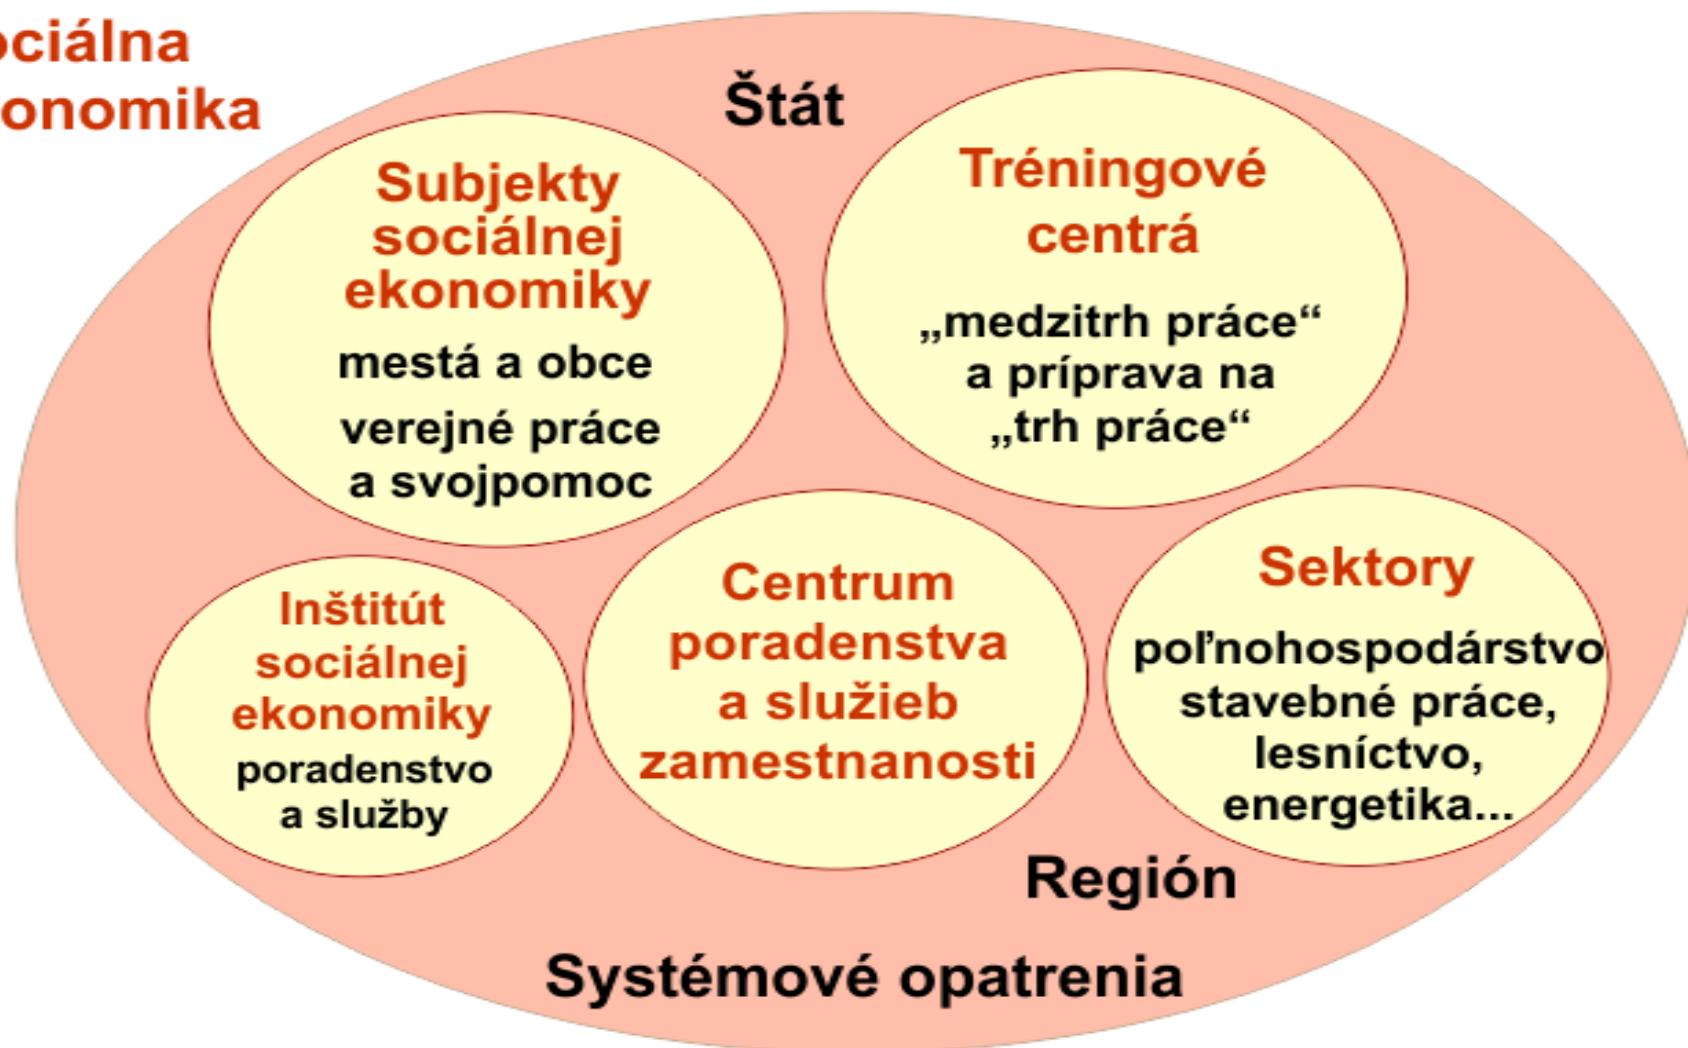 ociálna
onomika
Štát
Subjekty
sociálnej
ekonomiky
mestá a obce
verejné práce
a svojpomoc
Tréningové
centrá
„medzitrh práce“
a príprava na
„trh práce“
Inštitút
sociálnej
ekonomiky
poradenstvo
a služby
Centrum
poradenstva
a služieb
zamestnanosti
Sektory
poľnohospodárstvo
stavebné práce,
lesníctvo,
energetika...
Región
Systémové opatrenia